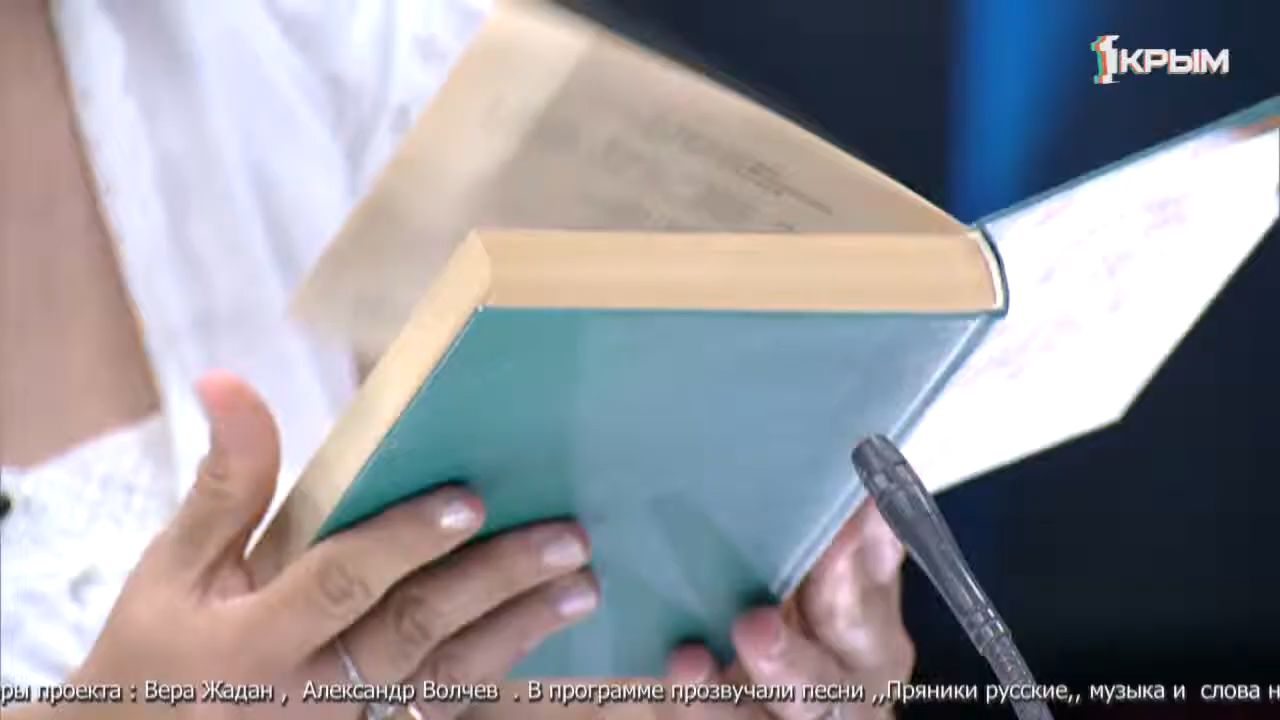 1КРЫМ
ры проекта : Вера Жадан , Александр Волчев . В программе прозвучали песни ,,Пряники русские,, музыка и слова н